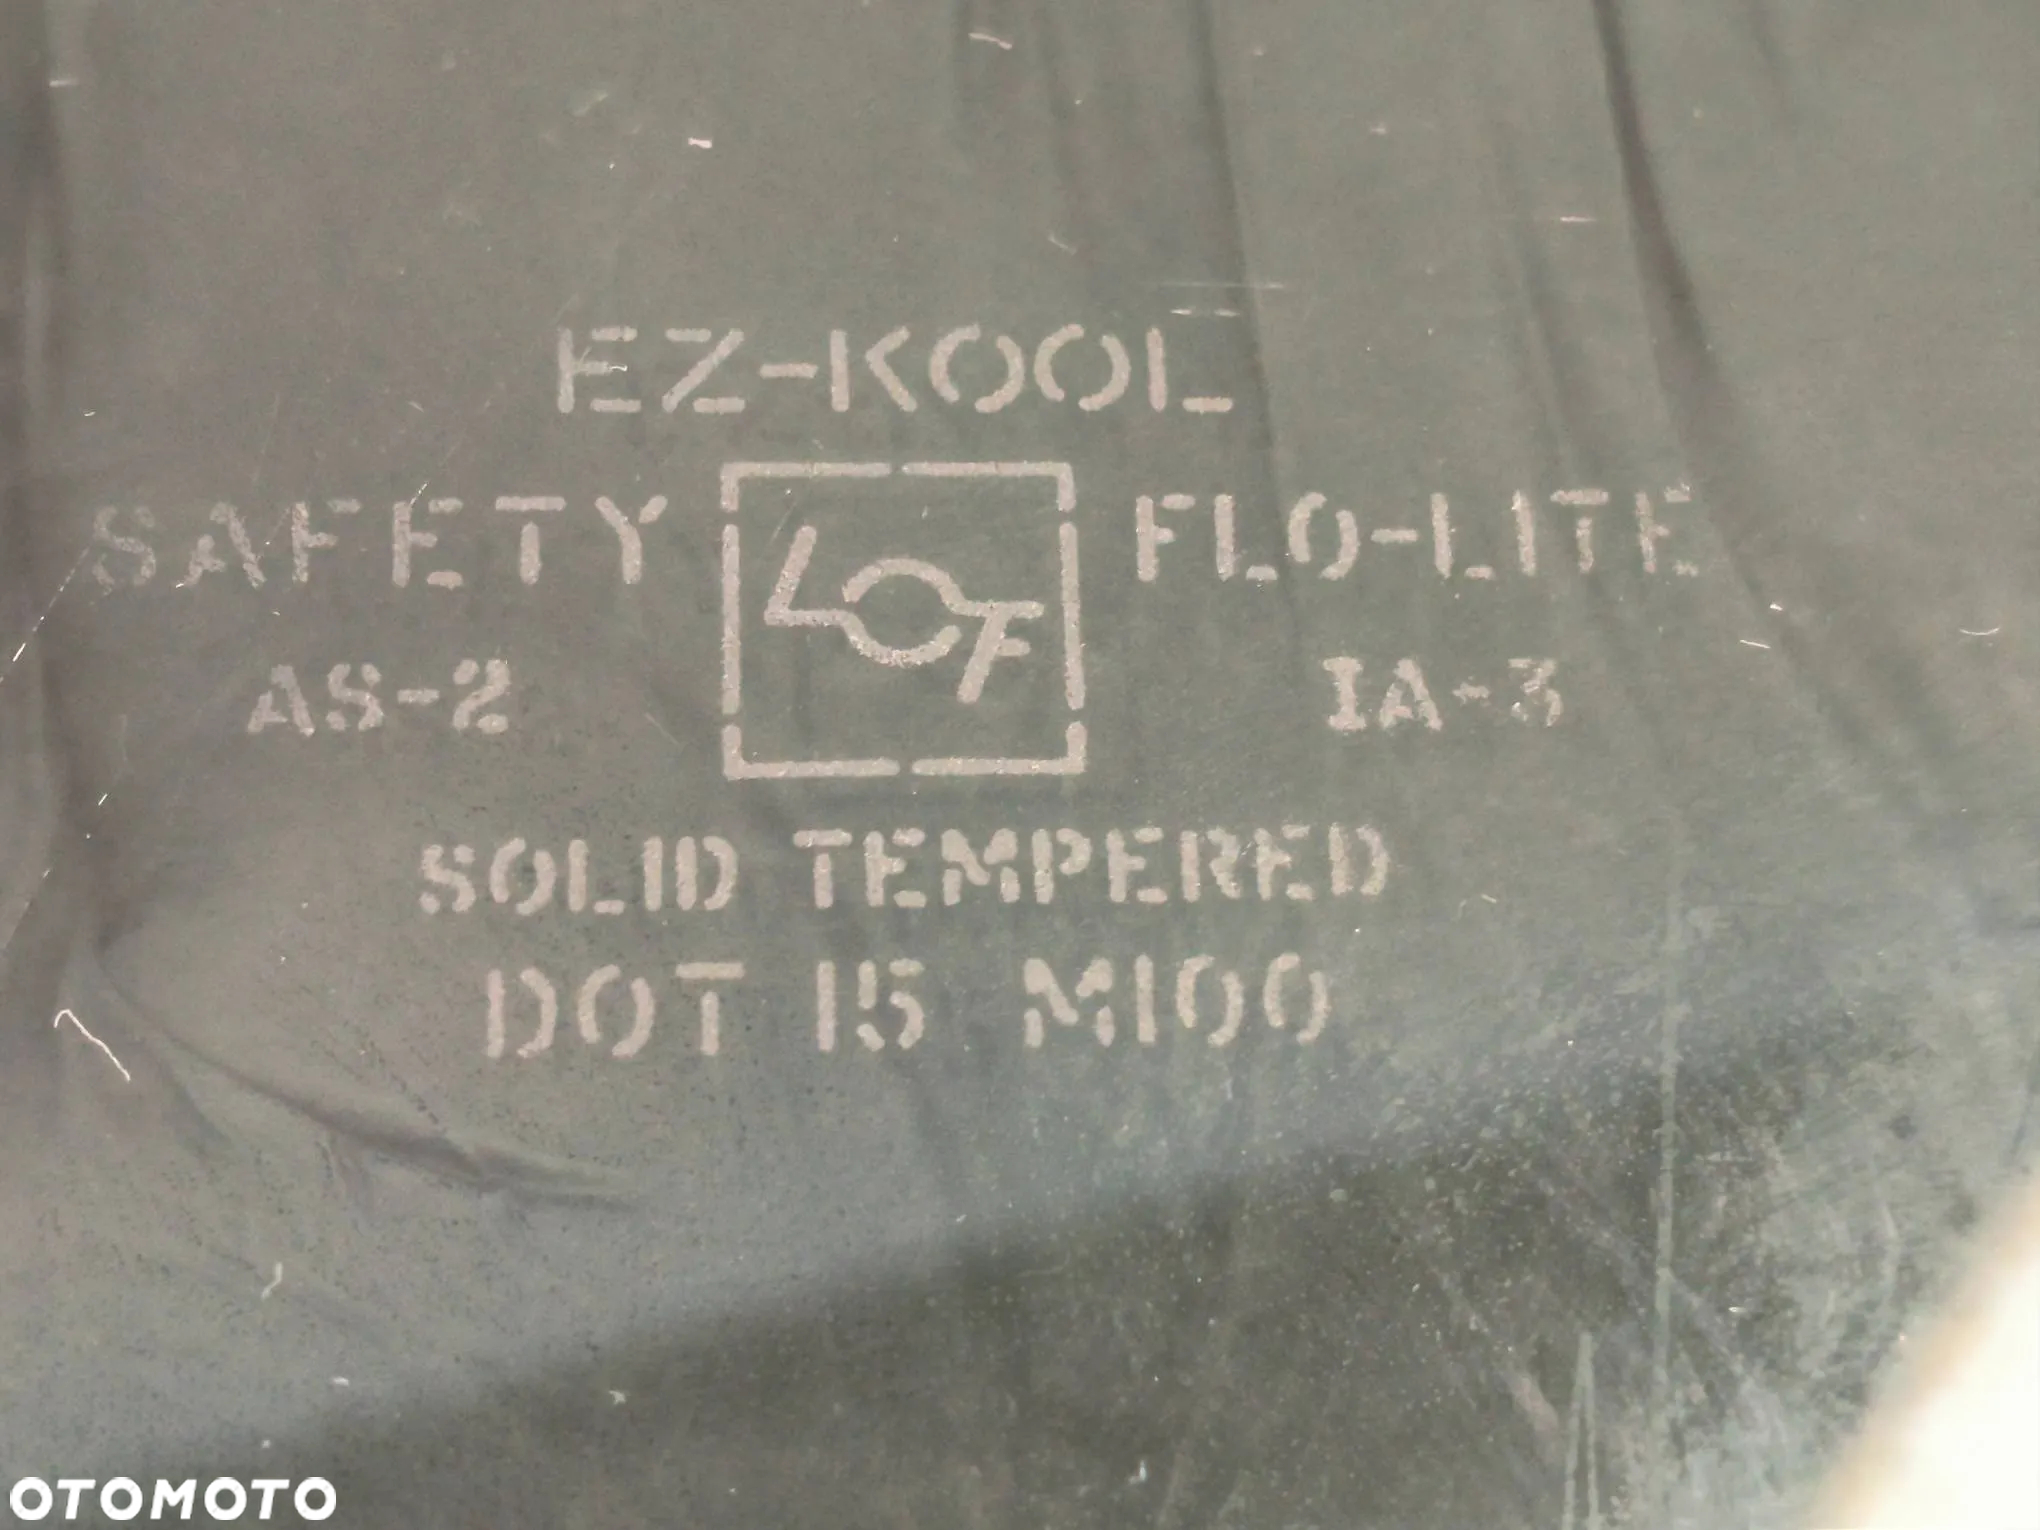 EZ-KOOL
SAFETY LOF FLO-LITE
AS-2 IA-3
SOLID TEMPERED
DOT 15 M100
OTOMOTO